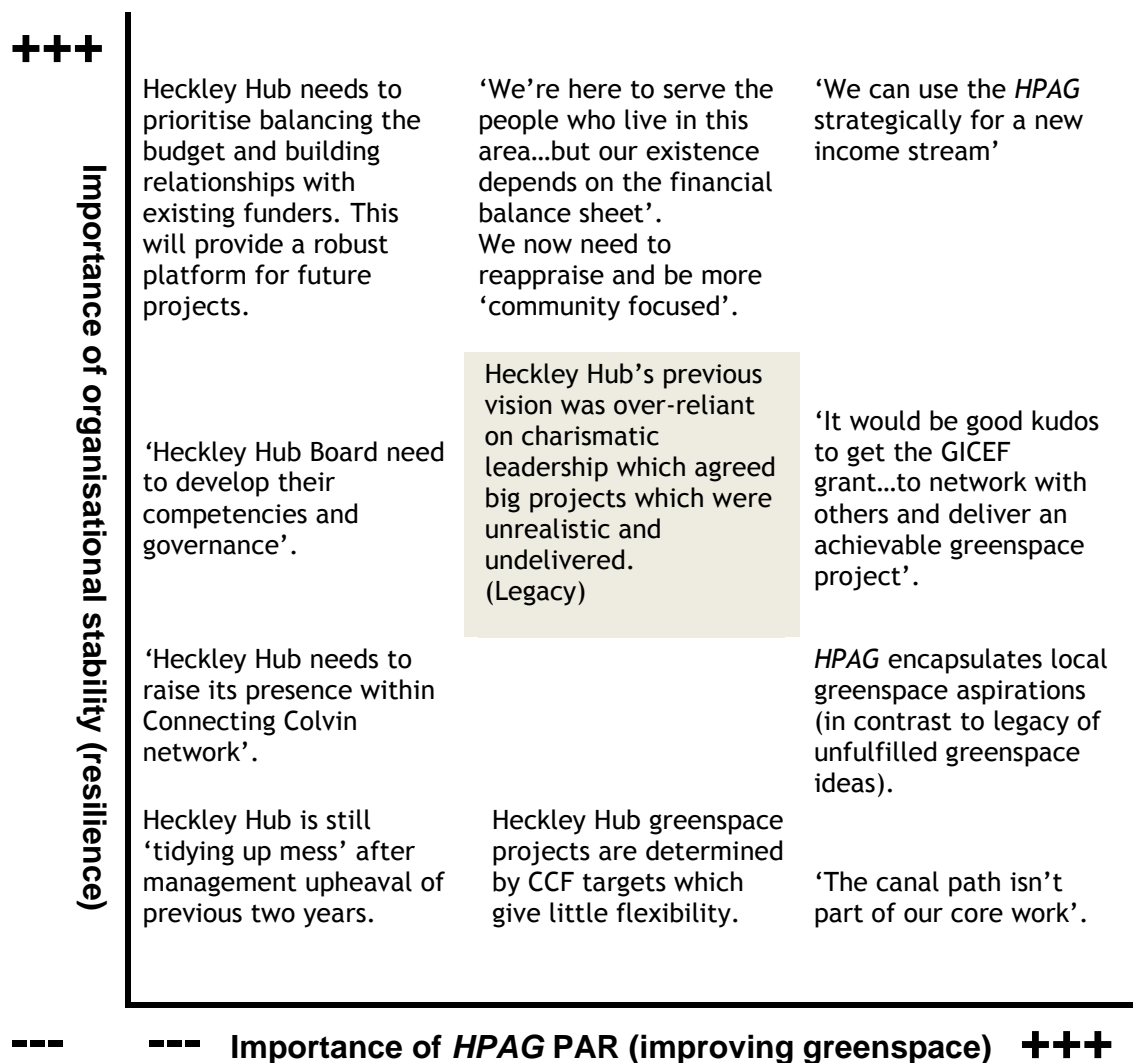 +++
Importance of organisational stability (resilience)
Heckley Hub needs to
prioritise balancing the
budget and building
relationships with
existing funders. This
will provide a robust
platform for future
projects.
‘We’re here to serve the
people who live in this
area…but our existence
depends on the financial
balance sheet’.
We now need to
reappraise and be more
‘community focused’.
‘We can use the HPAG
strategically for a new
income stream’
‘Heckley Hub Board need
to develop their
competencies and
governance’.
Heckley Hub’s previous
vision was over-reliant
on charismatic
leadership which agreed
big projects which were
unrealistic and
undelivered.
(Legacy)
‘It would be good kudos
to get the GICEF
grant…to network with
others and deliver an
achievable greenspace
project’.
‘Heckley Hub needs to
raise its presence within
Connecting Colvin
network’.
HPAG encapsulates local
greenspace aspirations
(in contrast to legacy of
unfulfilled greenspace
ideas).
Heckley Hub is still
‘tidying up mess’ after
management upheaval of
previous two years.
Heckley Hub greenspace
projects are determined
by CCF targets which
give little flexibility.
‘The canal path isn’t
part of our core work’.
--- --- Importance of HPAG PAR (improving greenspace) +++